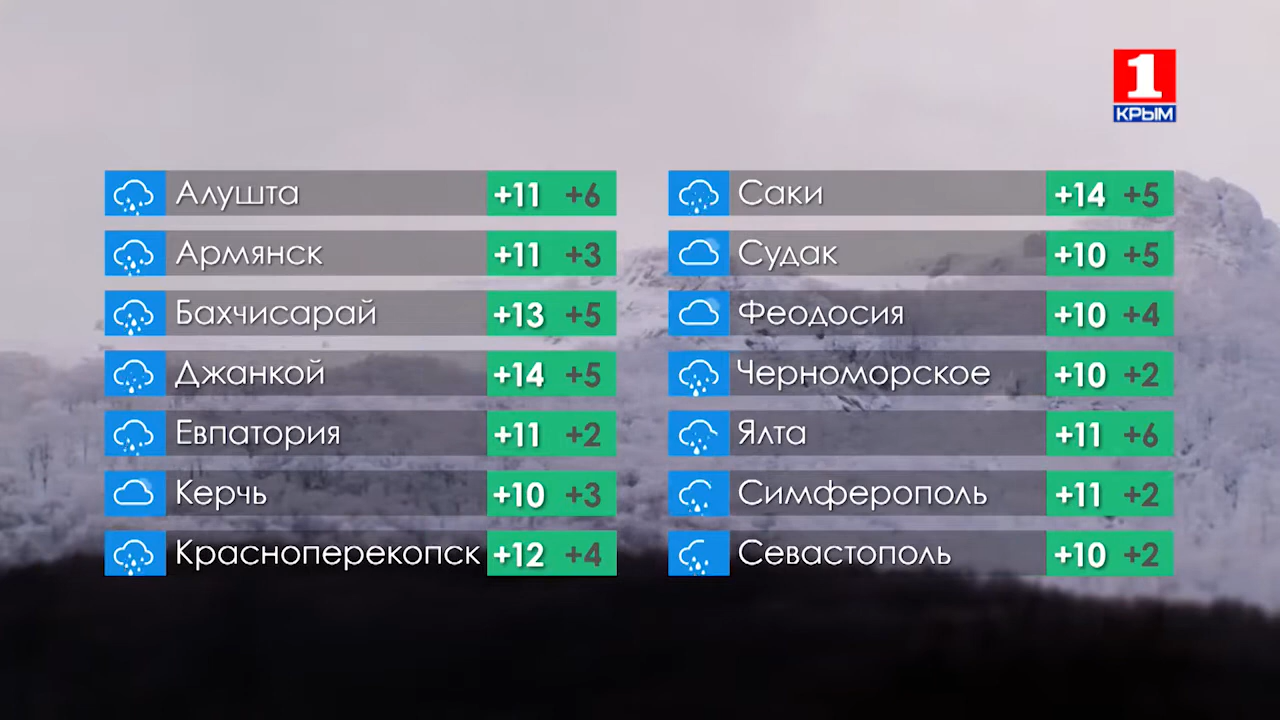 1
КРЫМ
Алушта +11 +6
Армянск +11 +3
Бахчисарай +13 +5
Джанкой +14 +5
Евпатория +11 +2
Керчь +10 +3
Красноперекопск +12 +4
Саки +14 +5
Судак +10 +5
Феодосия +10 +4
Черноморское +10 +2
Ялта +11 +6
Симферополь +11 +2
Севастополь +10 +2